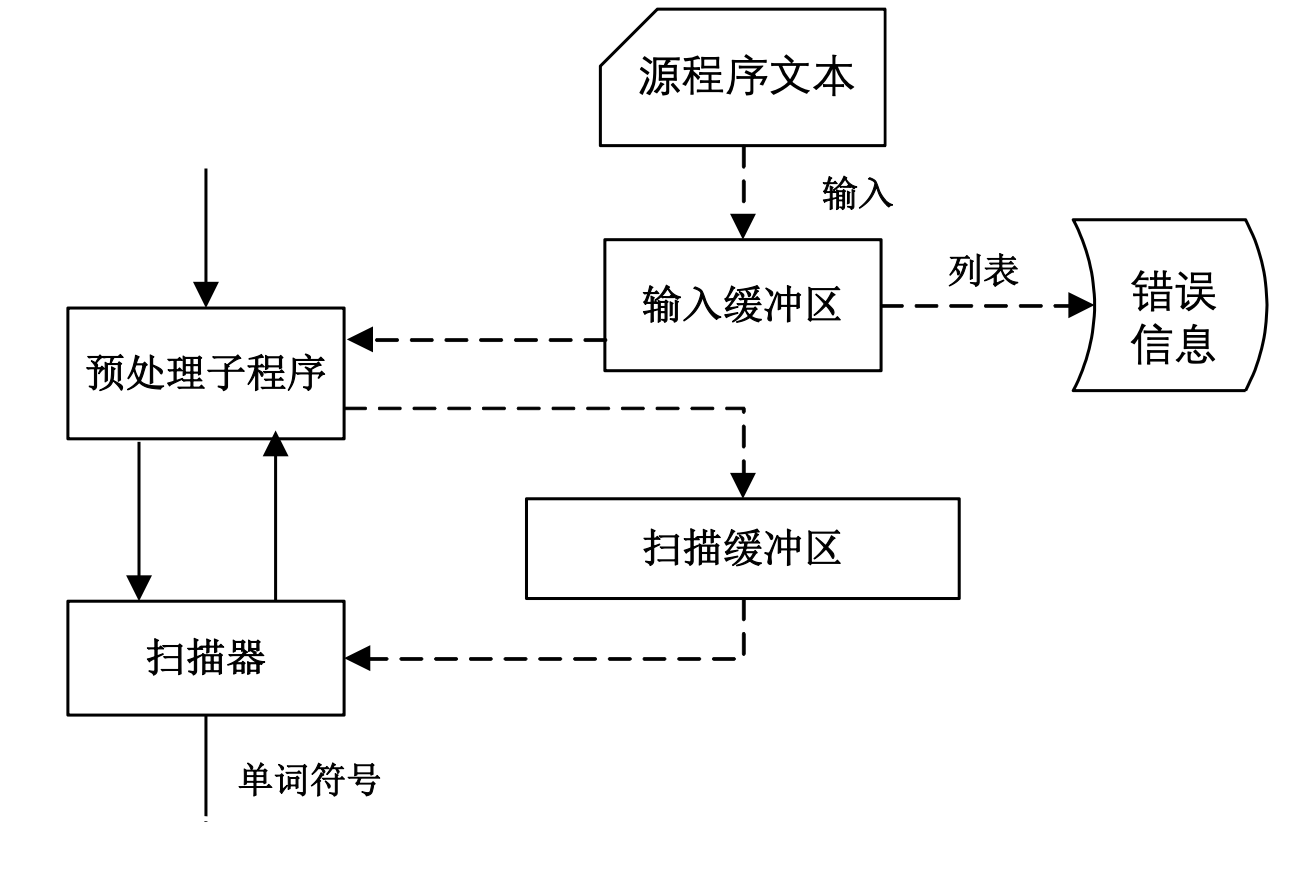 源程序文本
输入
列表
输入缓冲区
错误
信息
预处理子程序
扫描缓冲区
扫描器
单词符号